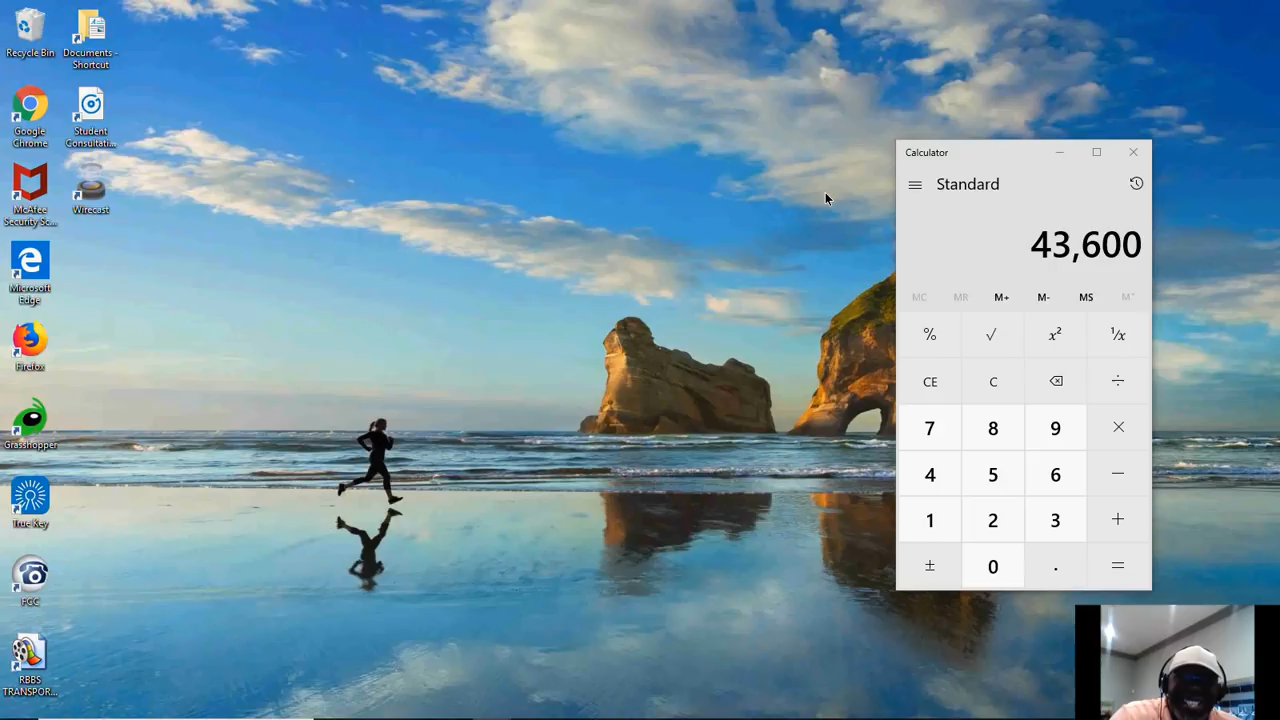 Recycle Bin
Documents -
Shortcut
Google
Chrome
Student
Consultati...
McAfee
Security Sc...
Wirecast
Microsoft
Edge
Firefox
Grasshopper
True Key
FCC
RBBS
TRANSPOR...
Calculator
Standard
43,600
MC MR M+ M- MS M˅
% √ x² ¹/x
CE C ÷
7 8 9 ×
4 5 6 −
1 2 3 +
± 0 . =